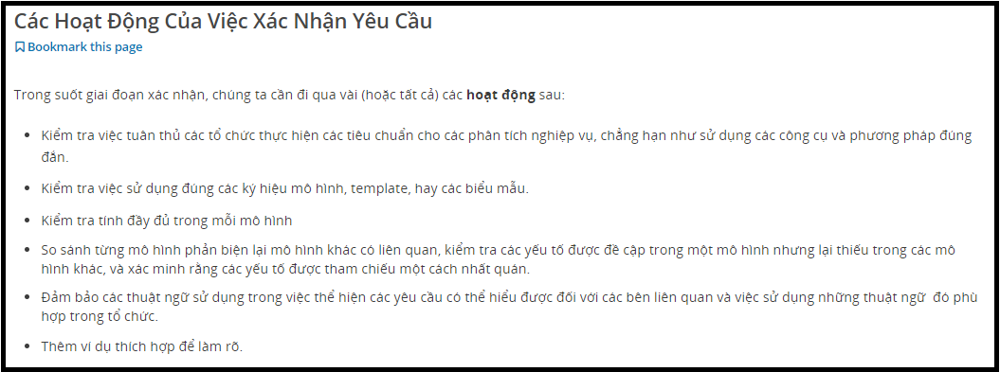 Các Hoạt Động Của Việc Xác Nhận Yêu Cầu
Bookmark this page
Trong suốt giai đoạn xác nhận, chúng ta cần đi qua vài (hoặc tất cả) các hoạt động sau:
• Kiểm tra việc tuân thủ các tổ chức thực hiện các tiêu chuẩn cho các phân tích nghiệp vụ, chẳng hạn như sử dụng các công cụ và phương pháp đúng
đắn.
• Kiểm tra việc sử dụng đúng các ký hiệu mô hình, template, hay các biểu mẫu.
• Kiểm tra tính đầy đủ trong mỗi mô hình
• So sánh từng mô hình phản biện lại mô hình khác có liên quan, kiểm tra các yếu tố được đề cập trong một mô hình nhưng lại thiếu trong các mô
hình khác, và xác minh rằng các yếu tố được tham chiếu một cách nhất quán.
• Đảm bảo các thuật ngữ sử dụng trong việc thể hiện các yêu cầu có thể hiểu được đối với các bên liên quan và việc sử dụng những thuật ngữ đó phù
hợp trong tổ chức.
• Thêm ví dụ thích hợp để làm rõ.